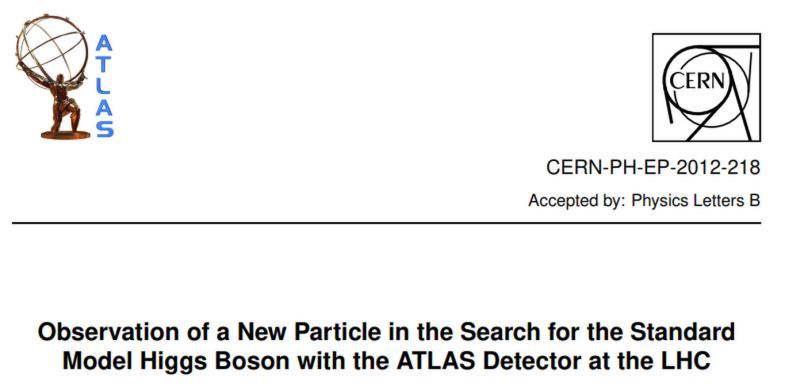 ATLAS
CERN
CERN-PH-EP-2012-218
Accepted by: Physics Letters B
Observation of a New Particle in the Search for the Standard
Model Higgs Boson with the ATLAS Detector at the LHC